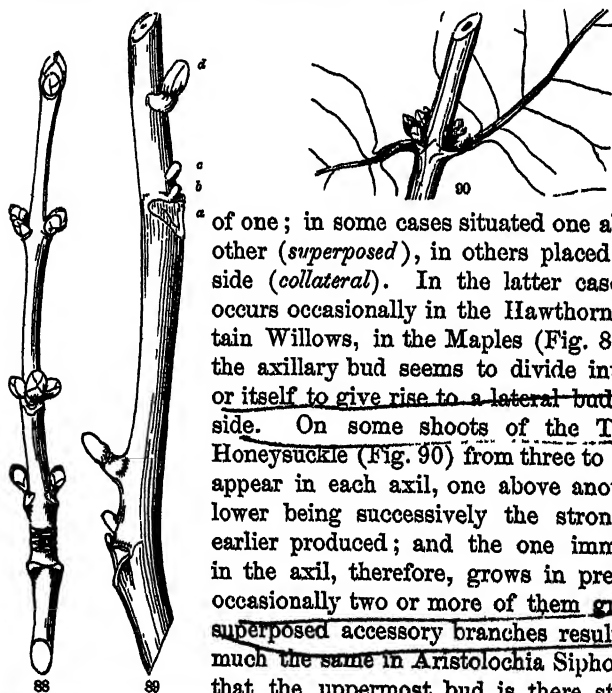 d
c
b
a
90
of one; in some cases situated one a
other (superposed), in others placed
side (collateral). In the latter cas
occurs occasionally in the Hawthorn
tain Willows, in the Maples (Fig. 8
the axillary bud seems to divide in
or itself to give rise to a lateral bud
side. On some shoots of the T
Honeysuckle (Fig. 90) from three to
appear in each axil, one above ano
lower being successively the stron
earlier produced; and the one imm
in the axil, therefore, grows in pre
occasionally two or more of them g
superposed accessory branches resul
much the same in Aristolochia Sipho
that the uppermost bud is there
88 89